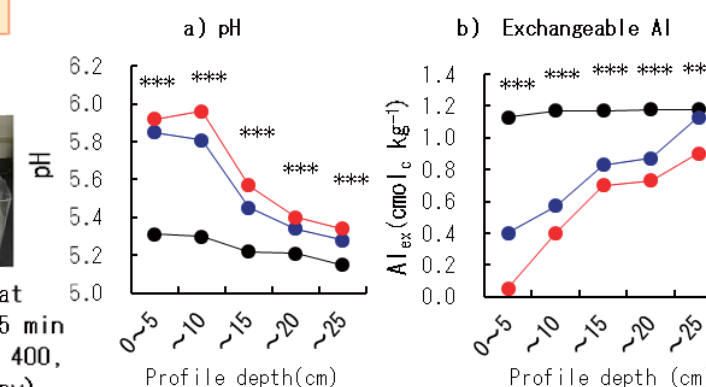 a) pH
b) Exchangeable Al
6.2
6.0
5.8
5.6
5.4
5.2
5.0
pH
*** *** *** *** ***
0～5 ～10 ～15 ～20 ～25
Profile depth(cm)
1.4
1.2
1.0
0.8
0.6
0.4
0.2
0.0
Al_ex(cmol_c kg⁻¹)
*** *** *** *** **
0～5 ～10 ～15 ～20 ～25
Profile depth (cm
at
5 min
400,